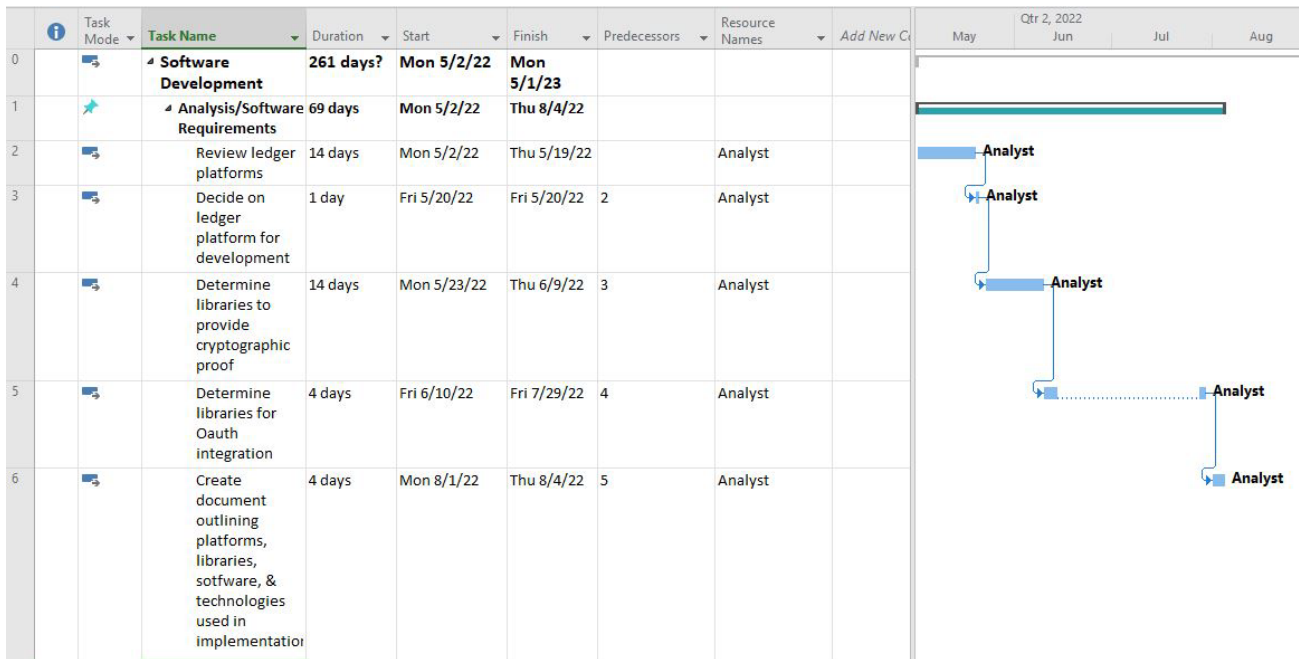 Qtr 2, 2022
Task Mode Task Name Duration Start Finish Predecessors Resource Names Add New C
May Jun Jul Aug
0 Software Development 261 days? Mon 5/2/22 Mon 5/1/23
1 Analysis/Software Requirements 69 days Mon 5/2/22 Thu 8/4/22
2 Review ledger platforms 14 days Mon 5/2/22 Thu 5/19/22 Analyst Analyst
3 Decide on ledger platform for development 1 day Fri 5/20/22 Fri 5/20/22 2 Analyst Analyst
4 Determine libraries to provide cryptographic proof 14 days Mon 5/23/22 Thu 6/9/22 3 Analyst Analyst
5 Determine libraries for Oauth integration 4 days Fri 6/10/22 Fri 7/29/22 4 Analyst Analyst
6 Create document outlining platforms, libraries, sotfware, & technologies used in implementation 4 days Mon 8/1/22 Thu 8/4/22 5 Analyst Analyst